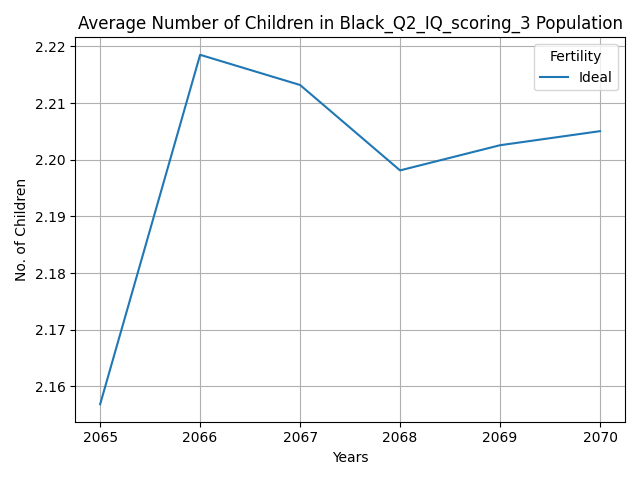 Average Number of Children in Black_Q2_IQ_scoring_3 Population
Fertility
Ideal
2.22
2.21
2.20
2.19
2.18
2.17
2.16
No. of Children
2065
2066
2067
2068
2069
2070
Years